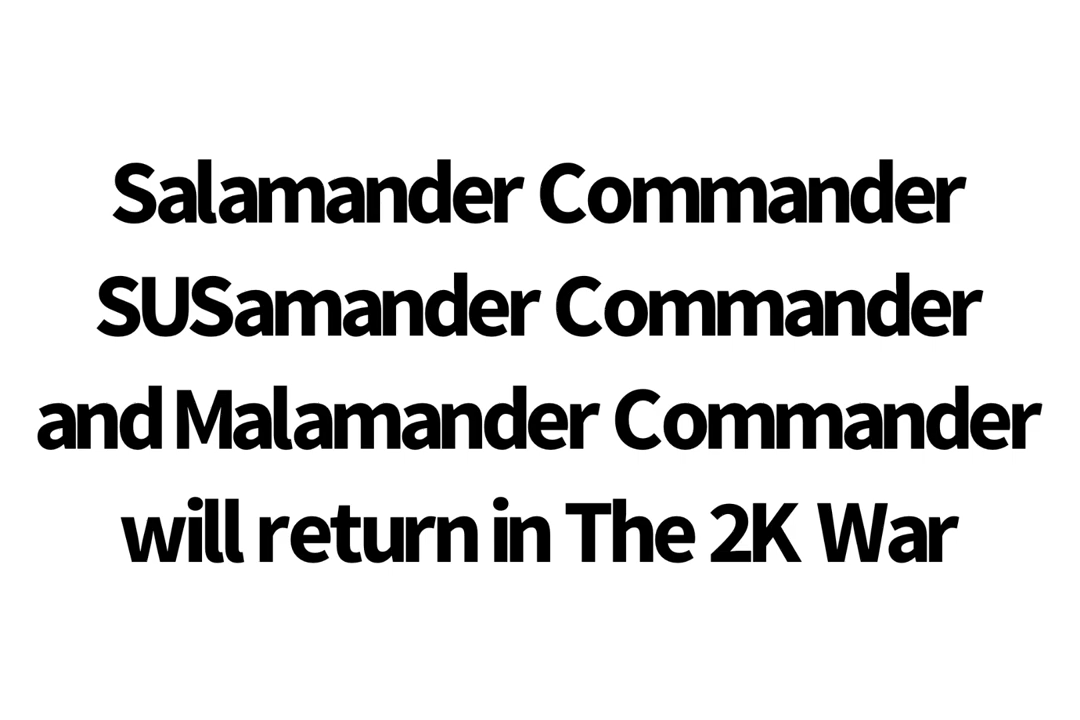 Salamander Commander
SUSamander Commander
and Malamander Commander
will return in The 2K War